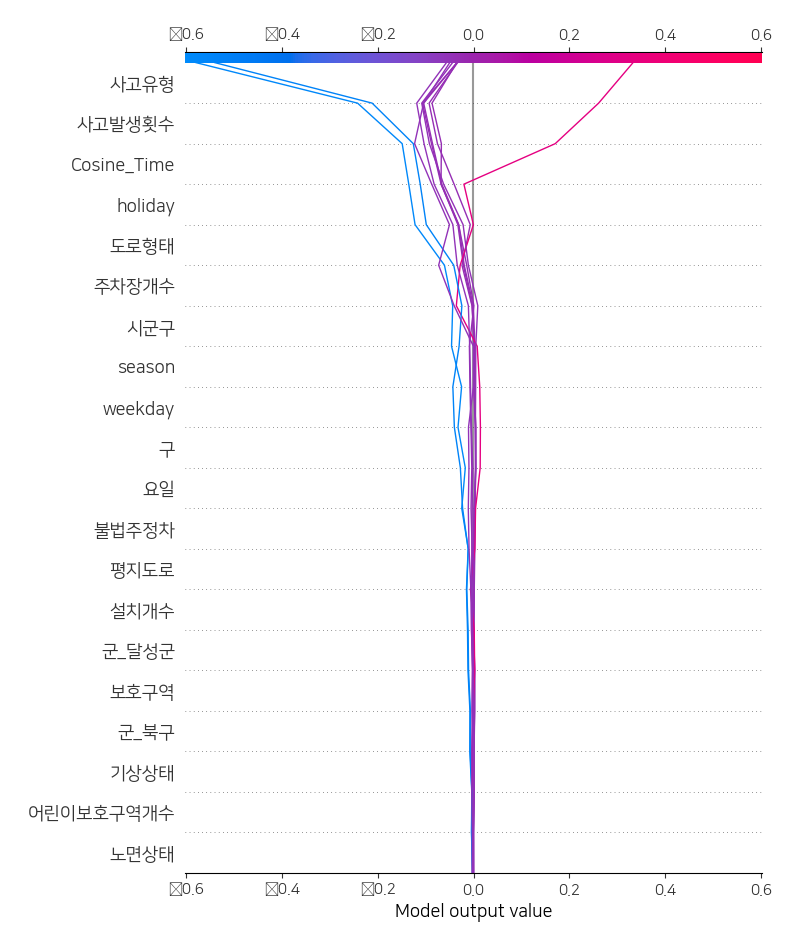 ☒0.6 ☒0.4 ☒0.2 0.0 0.2 0.4 0.6
사고유형
사고발생횟수
Cosine_Time
holiday
도로형태
주차장개수
시군구
season
weekday
구
요일
불법주정차
평지도로
설치개수
군_달성군
보호구역
군_북구
기상상태
어린이보호구역개수
노면상태
☒0.6 ☒0.4 ☒0.2 0.0 0.2 0.4 0.6
Model output value